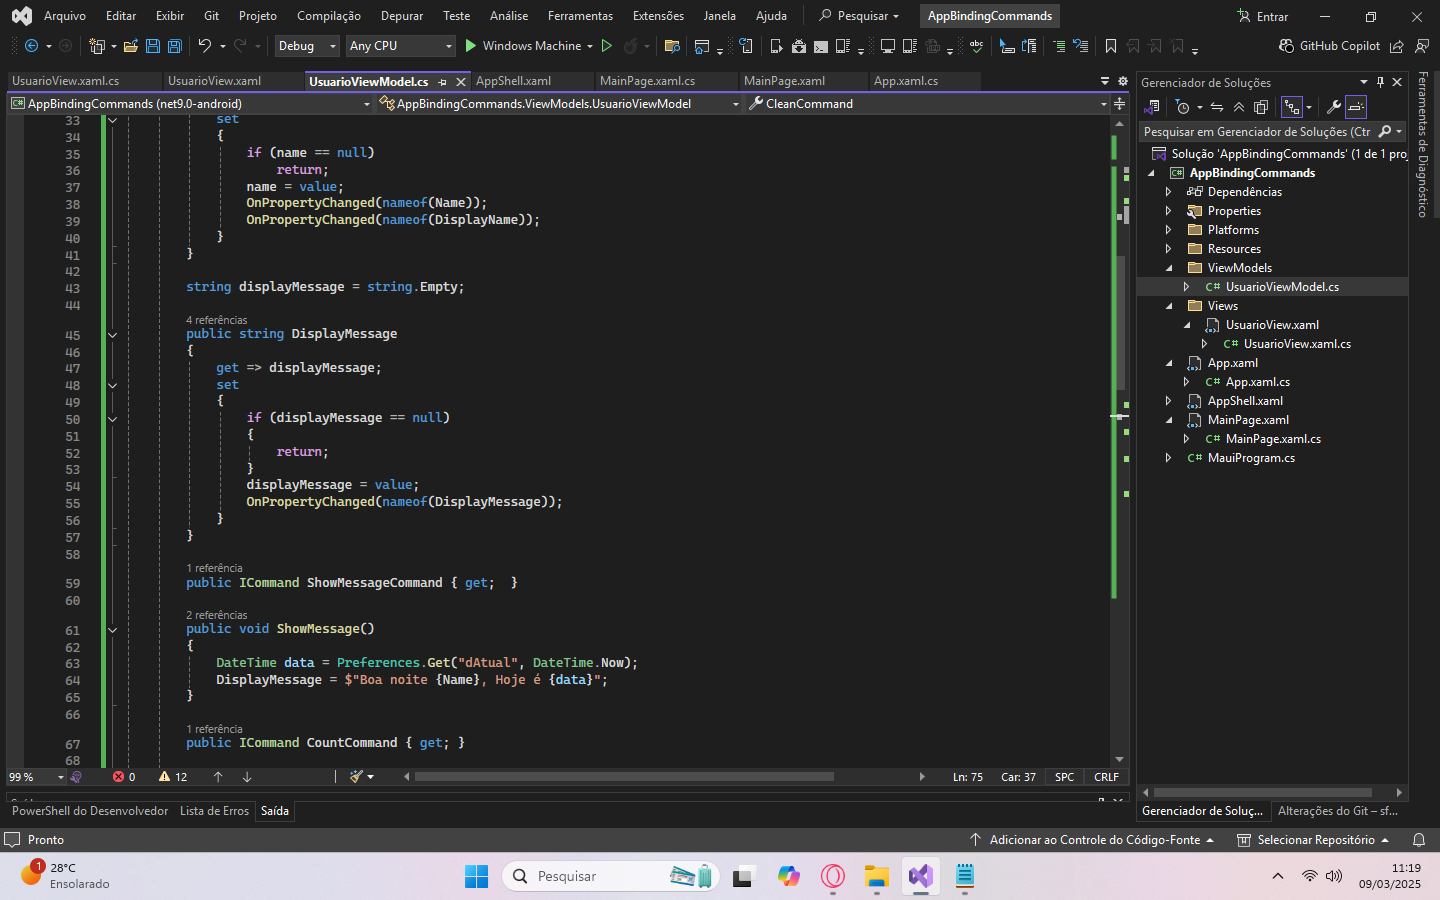 Arquivo Editar Exibir Git Projeto Compilação Depurar Teste Análise Ferramentas Extensões Janela Ajuda Pesquisar AppBindingCommands Entrar
Debug Any CPU Windows Machine GitHub Copilot
UsuarioView.xaml.cs UsuarioView.xaml UsuarioViewModel.cs AppShell.xaml MainPage.xaml.cs MainPage.xaml App.xaml.cs
AppBindingCommands (net9.0-android) AppBindingCommands.ViewModels.UsuarioViewModel CleanCommand
33 set
34 {
35 if (name == null)
36 return;
37 name = value;
38 OnPropertyChanged(nameof(Name));
39 OnPropertyChanged(nameof(DisplayName));
40 }
41 }
42
43 string displayMessage = string.Empty;
44
4 referências
45 public string DisplayMessage
46 {
47 get => displayMessage;
48 set
49 {
50 if (displayMessage == null)
51 {
52 return;
53 }
54 displayMessage = value;
55 OnPropertyChanged(nameof(DisplayMessage));
56 }
57 }
58
1 referência
59 public ICommand ShowMessageCommand { get;  }
60
2 referências
61 public void ShowMessage()
62 {
63 DateTime data = Preferences.Get("dAtual", DateTime.Now);
64 DisplayMessage = $"Boa noite {Name}, Hoje é {data}";
65 }
66
1 referência
67 public ICommand CountCommand { get; }
68
99 % 0 12 Ln: 75 Car: 37 SPC CRLF
PowerShell do Desenvolvedor Lista de Erros Saída
Gerenciador de Soluções
Pesquisar em Gerenciador de Soluções (Ctr
Solução 'AppBindingCommands' (1 de 1 proj
AppBindingCommands
Dependências
Properties
Platforms
Resources
ViewModels
C# UsuarioViewModel.cs
Views
UsuarioView.xaml
C# UsuarioView.xaml.cs
App.xaml
C# App.xaml.cs
AppShell.xaml
MainPage.xaml
C# MainPage.xaml.cs
C# MauiProgram.cs
Gerenciador de Soluç... Alterações do Git – sf...
Ferramentas de Diagnóstico
Pronto Adicionar ao Controle do Código-Fonte Selecionar Repositório
1 28°C
Ensolarado
Pesquisar
11:19
09/03/2025